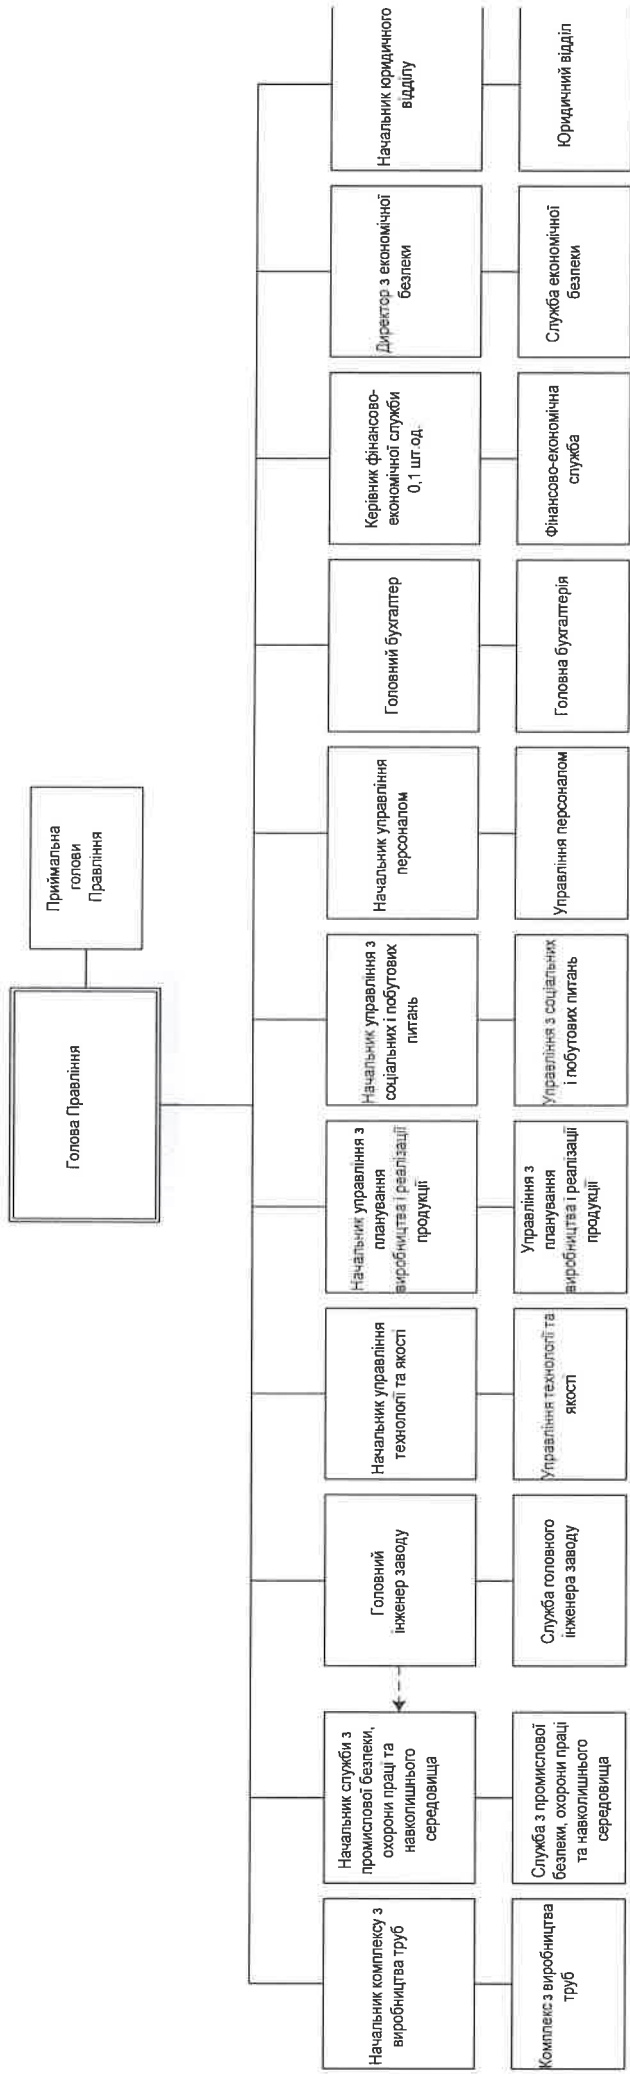 Приймальна
голови
Правління
Голова Правління
Начальник комплексу з
виробництва труб
Начальник служби з
промислової безпеки,
охорони праці та
навколишнього
середовища
Головний
інженер заводу
Начальник управління
технології та якості
Начальник управління з
планування
виробництва і реалізації
продукції
Начальник управління з
соціальних і побутових
питань
Начальник управління
персоналом
Головний бухгалтер
Керівник фінансово-
економічної служби
0,1 шт.од.
Директор з економічної
безпеки
Начальник юридичного
відділу
Комплекс з виробництва
труб
Служба з промислової
безпеки, охорони праці
та навколишнього
середовища
Служба головного
інженера заводу
Управління технології та
якості
Управління з
планування
виробництва і реалізації
продукції
Управління з соціальних
і побутових питань
Управління персоналом
Головна бухгалтерія
Фінансово-економічна
служба
Служба економічної
безпеки
Юридичний відділ